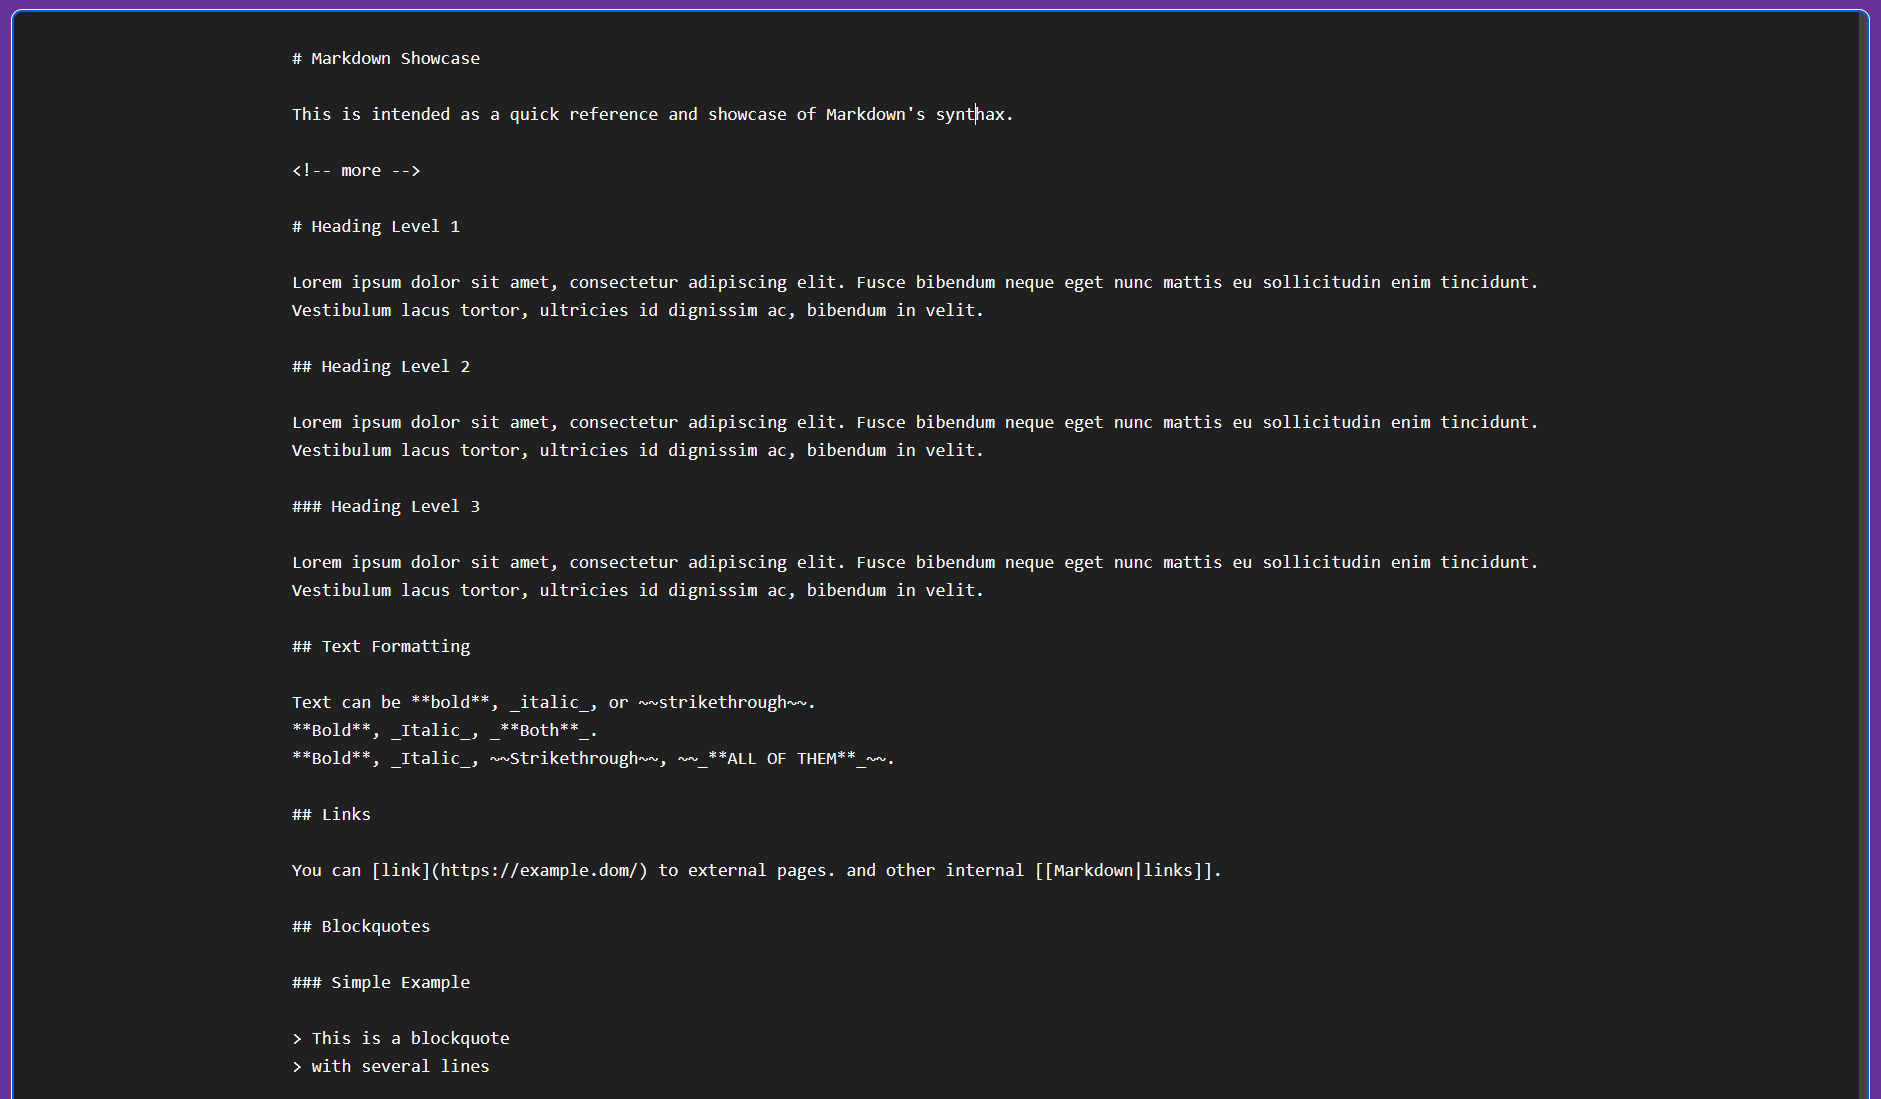 # Markdown Showcase
This is intended as a quick reference and showcase of Markdown's synthax.
<!-- more -->
# Heading Level 1
Lorem ipsum dolor sit amet, consectetur adipiscing elit. Fusce bibendum neque eget nunc mattis eu sollicitudin enim tincidunt.
Vestibulum lacus tortor, ultricies id dignissim ac, bibendum in velit.
## Heading Level 2
Lorem ipsum dolor sit amet, consectetur adipiscing elit. Fusce bibendum neque eget nunc mattis eu sollicitudin enim tincidunt.
Vestibulum lacus tortor, ultricies id dignissim ac, bibendum in velit.
### Heading Level 3
Lorem ipsum dolor sit amet, consectetur adipiscing elit. Fusce bibendum neque eget nunc mattis eu sollicitudin enim tincidunt.
Vestibulum lacus tortor, ultricies id dignissim ac, bibendum in velit.
## Text Formatting
Text can be **bold**, _italic_, or ~~strikethrough~~.
**Bold**, _Italic_, _**Both**_.
**Bold**, _Italic_, ~~Strikethrough~~, ~~_**ALL OF THEM**_~~.
## Links
You can [link](https://example.dom/) to external pages. and other internal [[Markdown|links]].
## Blockquotes
### Simple Example
> This is a blockquote
> with several lines